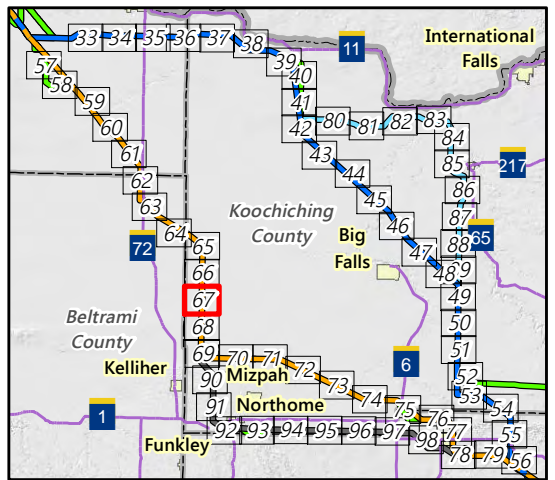 33 34 35 36 37 38
11
International
Falls
39
40
57
58
41
59
42
80 81 82 83
60
43
84
61
44
85
217
62
45
86
63
Koochiching
County
46
87
64
65
72
Big
Falls
47
88
65
66
48
89
67
49
Beltrami
County
68
50
6
69 70 71 72
51
Kelliher
90
Mizpah
73
52
74
53
91
Northome
75
54
1
76
92 93 94 95 96 97 98
77
55
Funkley
78 79 56